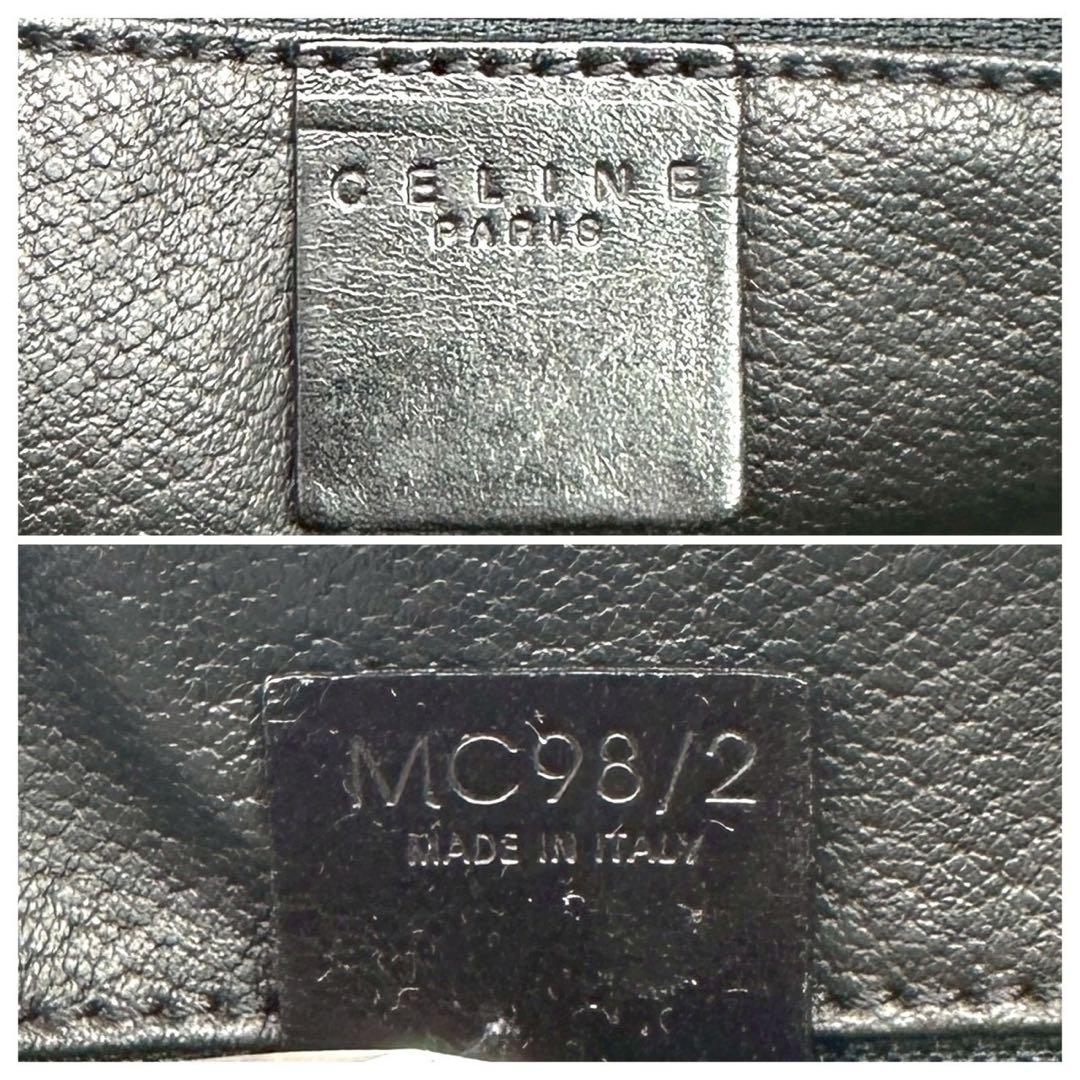 CELINE
PARIS
MC98/2
MADE IN ITALY